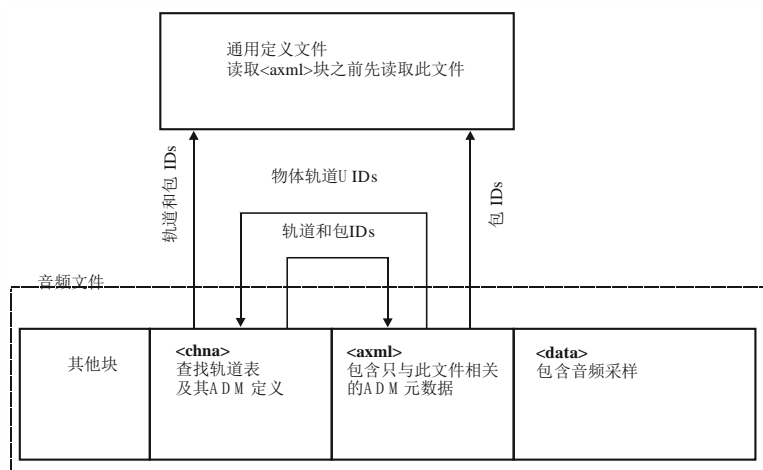 通用定义文件
读取<axml>块之前先读取此文件
轨道和包 IDs
物体轨道U IDs
包 IDs
轨道和包IDs
音频文件
其他块
<chna>
查找轨道表
及其ADM 定义
<axml>
包含只与此文件相关
的ADM 元数据
<data>
包含音频采样